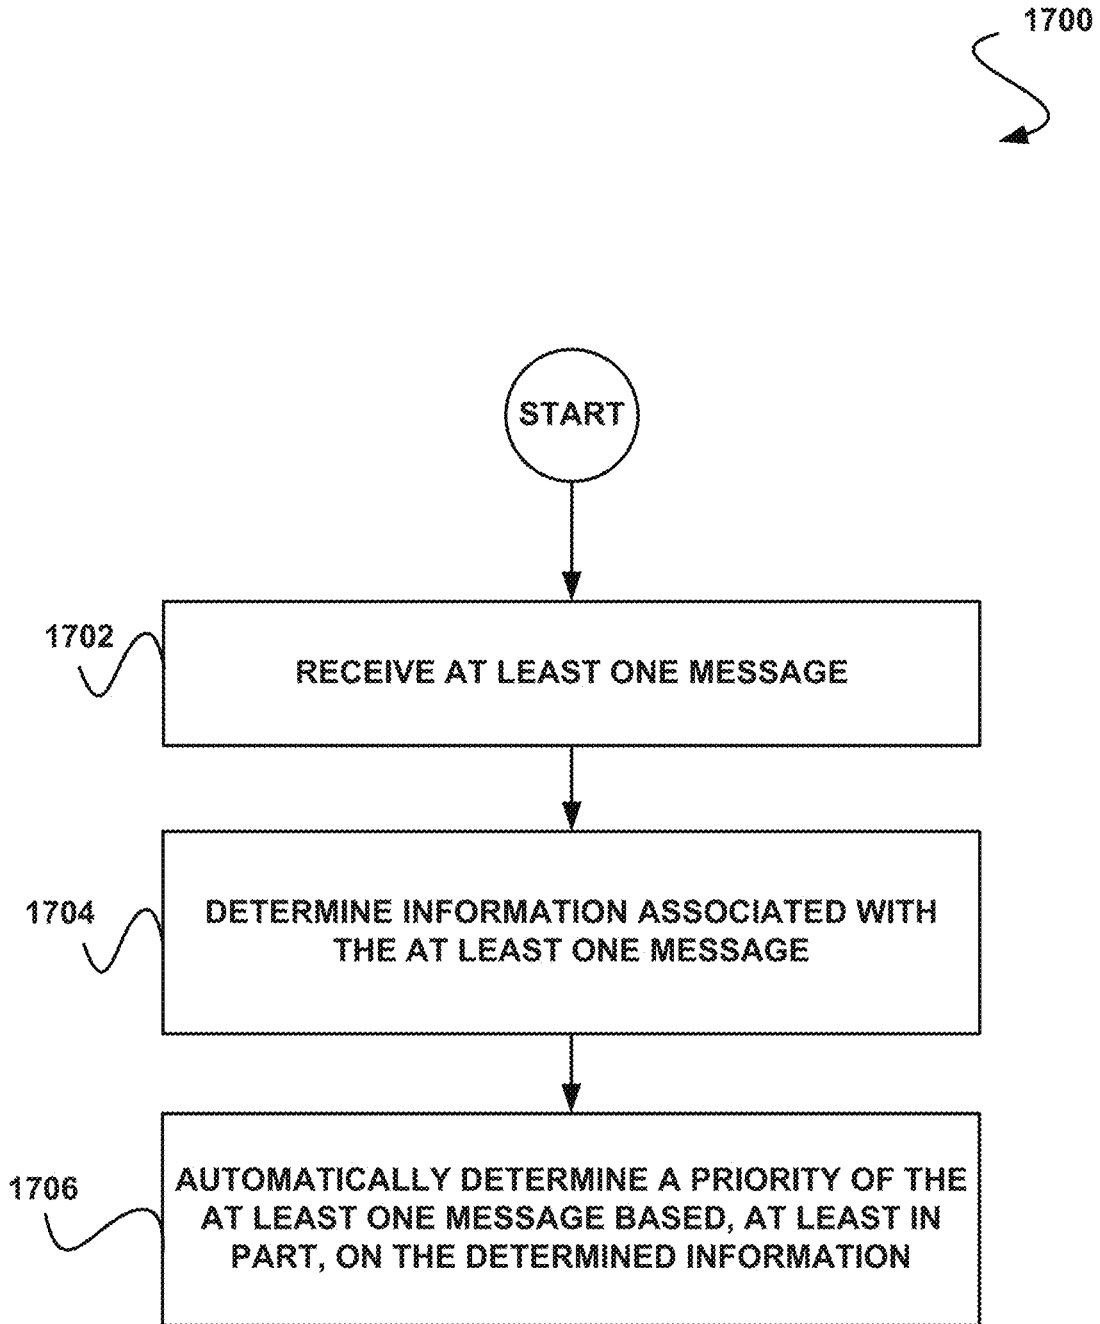 1700
START
1702
RECEIVE AT LEAST ONE MESSAGE
1704
DETERMINE INFORMATION ASSOCIATED WITH
THE AT LEAST ONE MESSAGE
1706
AUTOMATICALLY DETERMINE A PRIORITY OF THE
AT LEAST ONE MESSAGE BASED, AT LEAST IN
PART, ON THE DETERMINED INFORMATION